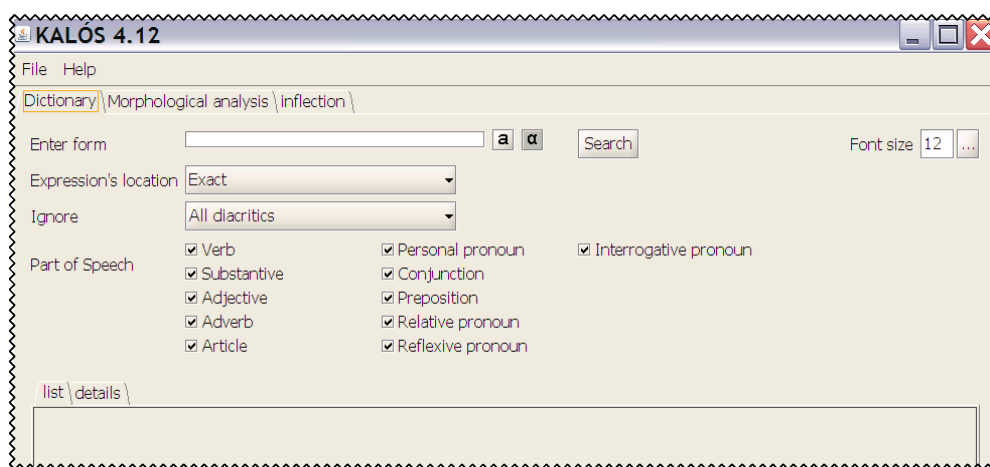 KALÓS 4.12
File Help
Dictionary Morphological analysis inflection
Enter form a α Search Font size 12 ...
Expression's location Exact
Ignore All diacritics
Part of Speech
Verb Personal pronoun Interrogative pronoun
Substantive Conjunction
Adjective Preposition
Adverb Relative pronoun
Article Reflexive pronoun
list details